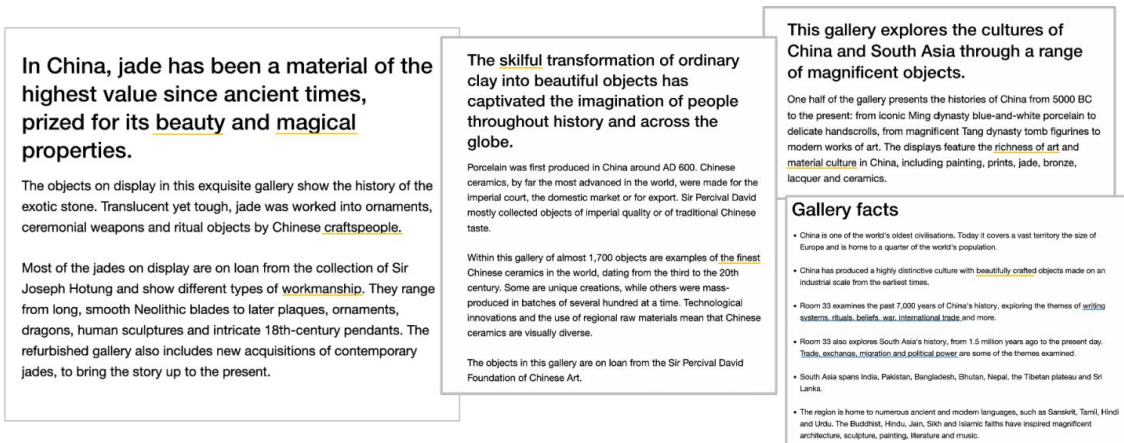 In China, jade has been a material of the
highest value since ancient times,
prized for its beauty and magical
properties.
The objects on display in this exquisite gallery show the history of the
exotic stone. Translucent yet tough, jade was worked into ornaments,
ceremonial weapons and ritual objects by Chinese craftspeople.
Most of the jades on display are on loan from the collection of Sir
Joseph Hotung and show different types of workmanship. They range
from long, smooth Neolithic blades to later plaques, ornaments,
dragons, human sculptures and intricate 18th-century pendants. The
refurbished gallery also includes new acquisitions of contemporary
jades, to bring the story up to the present.
The skilful transformation of ordinary
clay into beautiful objects has
captivated the imagination of people
throughout history and across the
globe.
Porcelain was first produced in China around AD 600. Chinese
ceramics, by far the most advanced in the world, were made for the
imperial court, the domestic market or for export. Sir Percival David
mostly collected objects of imperial quality or of traditional Chinese
taste.
Within this gallery of almost 1,700 objects are examples of the finest
Chinese ceramics in the world, dating from the third to the 20th
century. Some are unique creations, while others were mass-
produced in batches of several hundred at a time. Technological
innovations and the use of regional raw materials mean that Chinese
ceramics are visually diverse.
The objects in this gallery are on loan from the Sir Percival David
Foundation of Chinese Art.
This gallery explores the cultures of
China and South Asia through a range
of magnificent objects.
One half of the gallery presents the histories of China from 5000 BC
to the present: from iconic Ming dynasty blue-and-white porcelain to
delicate handscrolls, from magnificent Tang dynasty tomb figurines to
modern works of art. The displays feature the richness of art and
material culture in China, including painting, prints, jade, bronze,
lacquer and ceramics.
Gallery facts
• China is one of the world's oldest civilisations. Today it covers a vast territory the size of
Europe and is home to a quarter of the world's population.
• China has produced a highly distinctive culture with beautifully crafted objects made on an
industrial scale from the earliest times.
• Room 33 examines the past 7,000 years of China's history, exploring the themes of writing
systems, rituals, beliefs, war, international trade and more.
• Room 33 also explores South Asia's history, from 1.5 million years ago to the present day.
Trade, exchange, migration and political power are some of the themes examined.
• South Asia spans India, Pakistan, Bangladesh, Bhutan, Nepal, the Tibetan plateau and Sri
Lanka.
• The region is home to numerous ancient and modern languages, such as Sanskrit, Tamil, Hindi
and Urdu. The Buddhist, Hindu, Jain, Sikh and Islamic faiths have inspired magnificent
architecture, sculpture, painting, literature and music.